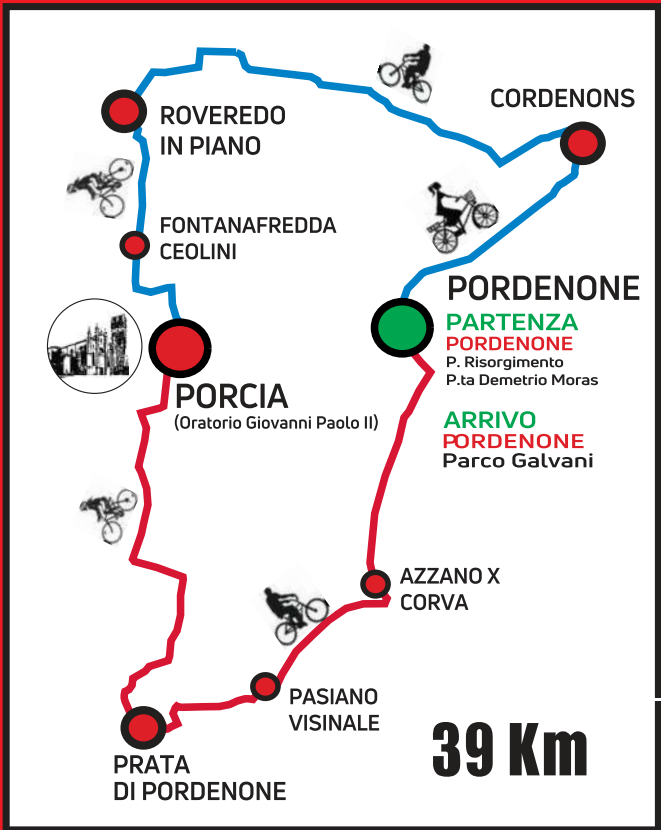 CORDENONS
ROVEREDO
IN PIANO
FONTANAFREDDA
CEOLINI
PORDENONE
PARTENZA
PORDENONE
P. Risorgimento
P.ta Demetrio Moras
PORCIA
(Oratorio Giovanni Paolo II)
ARRIVO
PORDENONE
Parco Galvani
AZZANO X
CORVA
PASIANO
VISINALE
39 Km
PRATA
DI PORDENONE